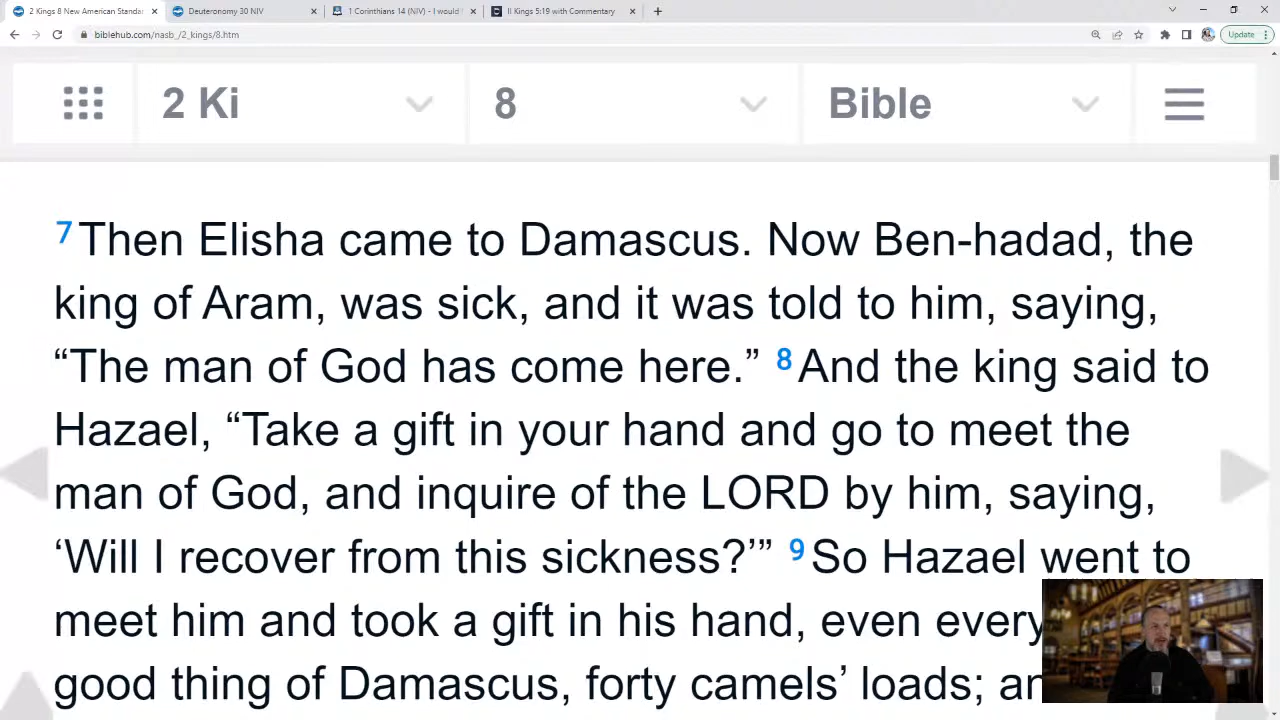 2 Kings 8 New American Standa
Deuteronomy 30 NIV
1 Corinthians 14 (NIV) - I would l
II Kings 5:19 with Commentary
biblehub.com/nasb_/2_kings/8.htm
Update
2 Ki
8
Bible
7 Then Elisha came to Damascus. Now Ben-hadad, the
king of Aram, was sick, and it was told to him, saying,
“The man of God has come here.” 8 And the king said to
Hazael, “Take a gift in your hand and go to meet the
man of God, and inquire of the LORD by him, saying,
‘Will I recover from this sickness?’” 9 So Hazael went to
meet him and took a gift in his hand, even every
good thing of Damascus, forty camels’ loads; an